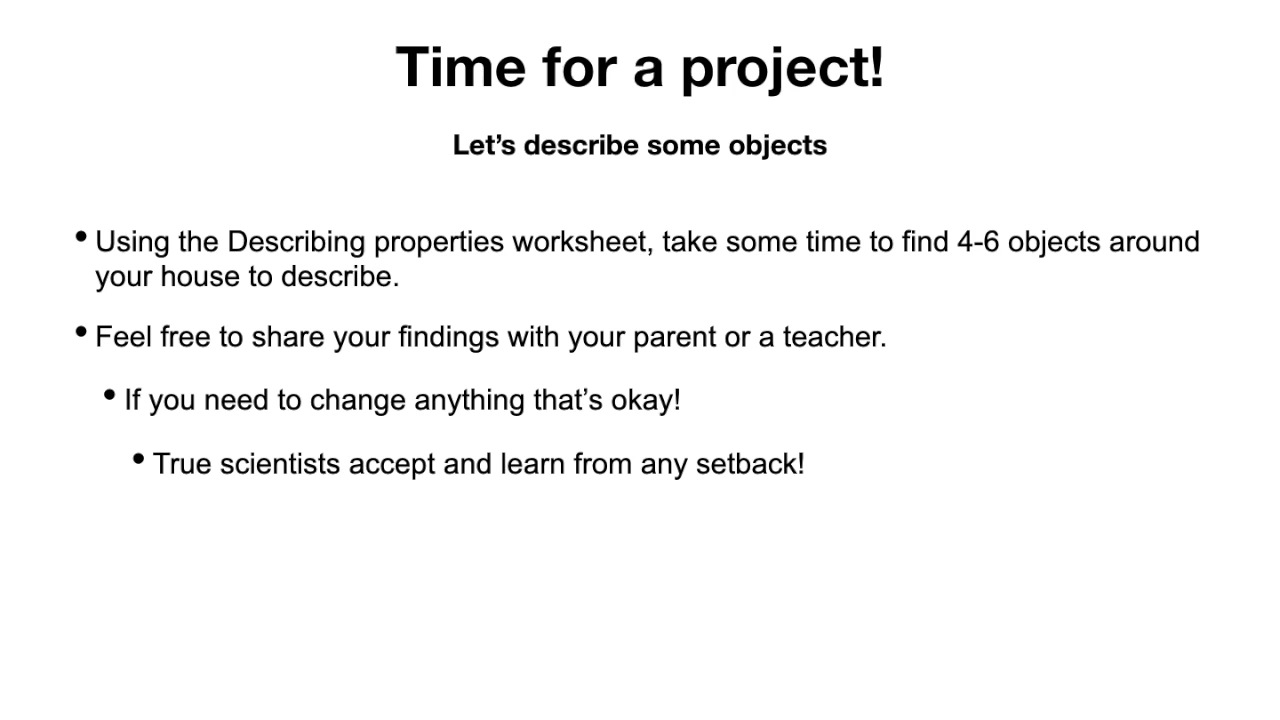 Time for a project!
Let’s describe some objects
• Using the Describing properties worksheet, take some time to find 4-6 objects around
your house to describe.
• Feel free to share your findings with your parent or a teacher.
• If you need to change anything that’s okay!
• True scientists accept and learn from any setback!